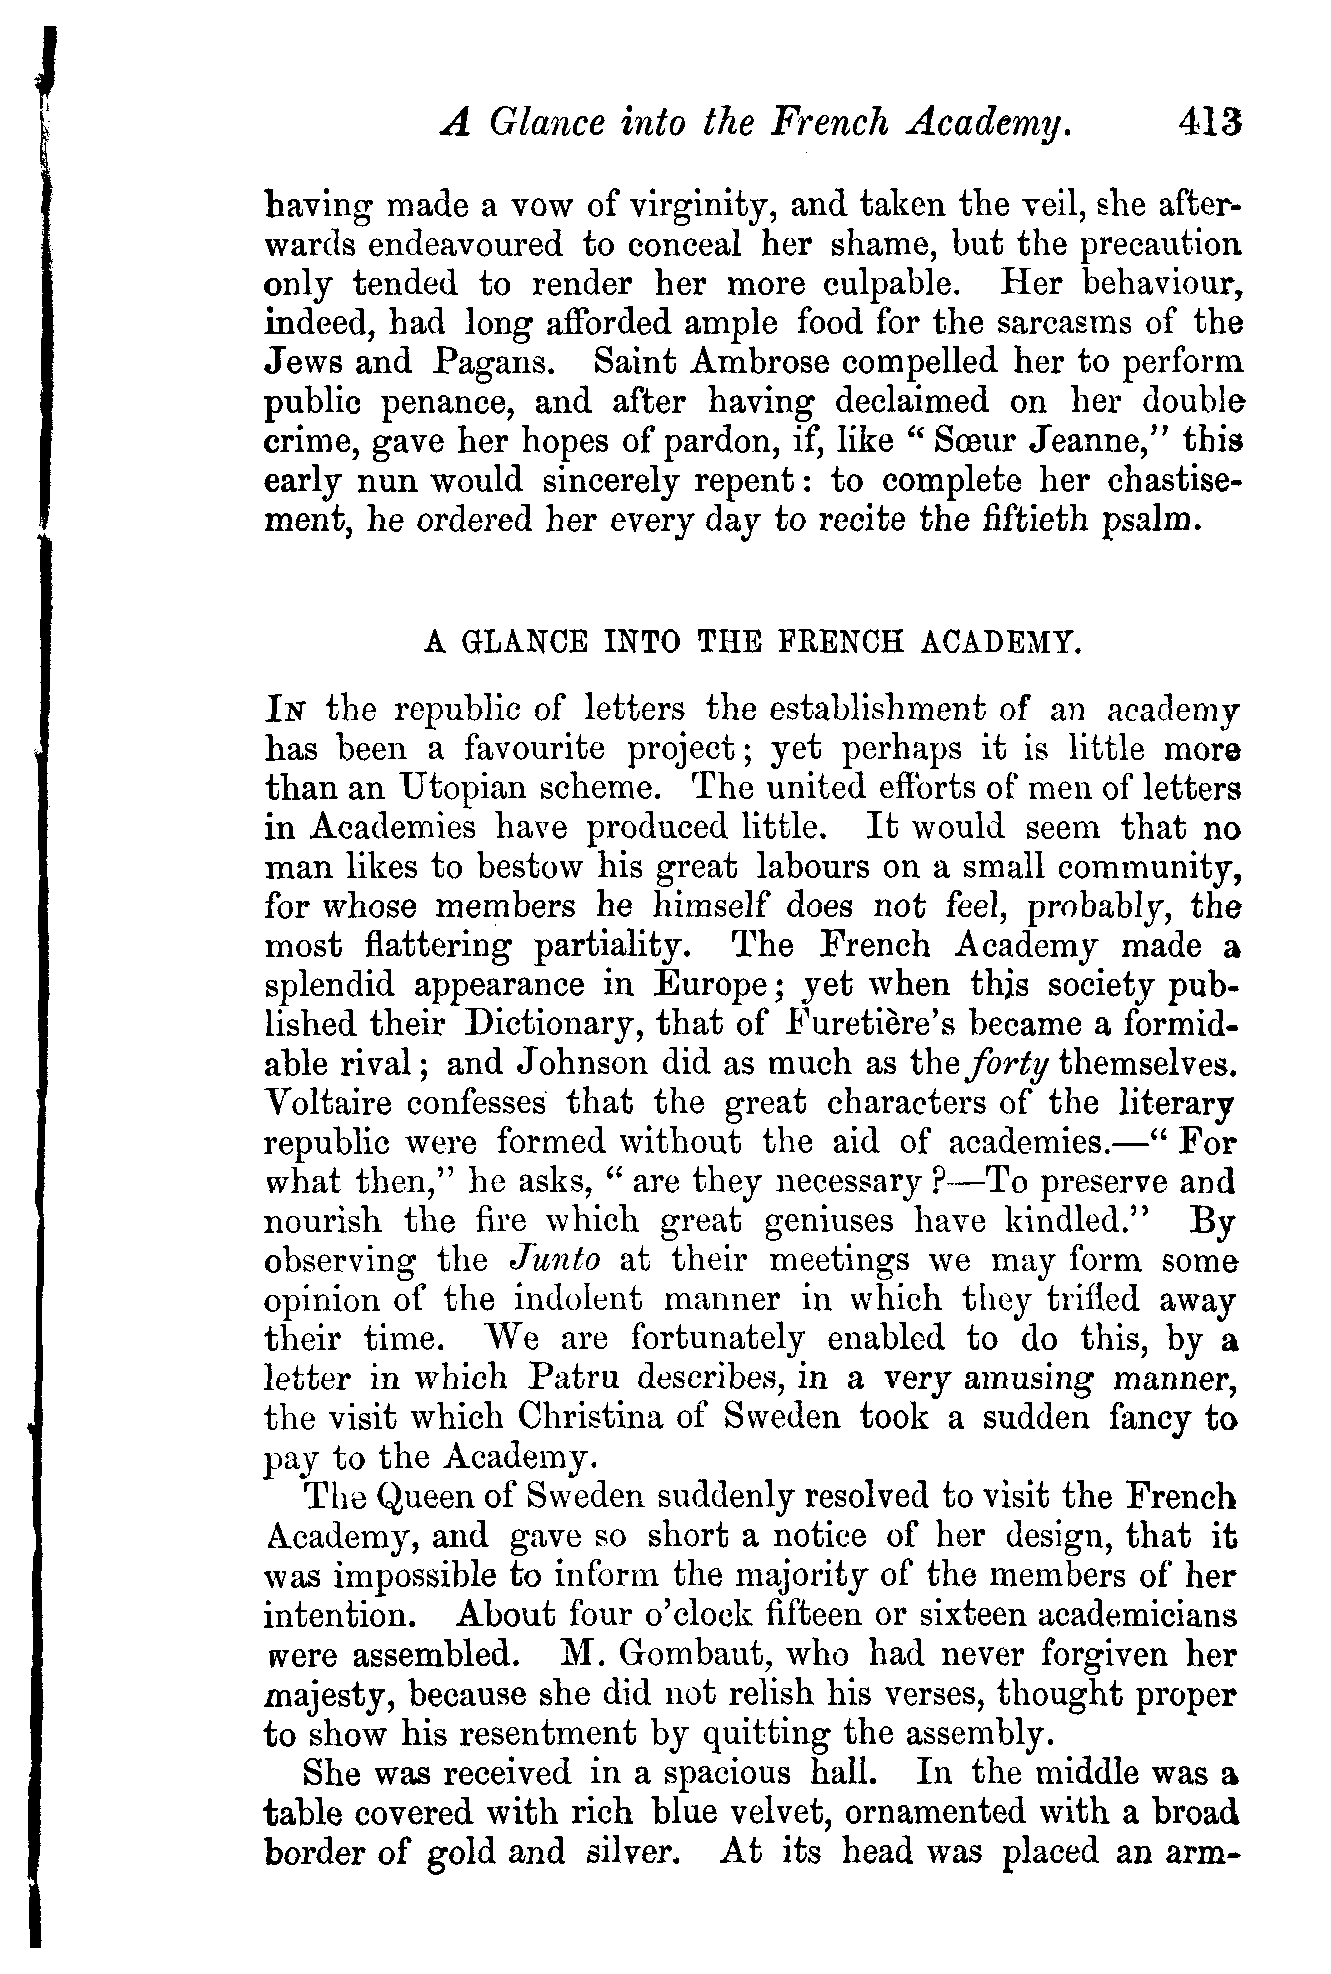 A Glance into the French Academy. 413
having made a vow of virginity, and taken the veil, she after-
wards endeavoured to conceal her shame, but the precaution
only tended to render her more culpable. Her behaviour,
indeed, had long afforded ample food for the sarcasms of the
Jews and Pagans. Saint Ambrose compelled her to perform
public penance, and after having declaimed on her double
crime, gave her hopes of pardon, if, like “ Sœur Jeanne,” this
early nun would sincerely repent : to complete her chastise-
ment, he ordered her every day to recite the fiftieth psalm.
A GLANCE INTO THE FRENCH ACADEMY.
IN the republic of letters the establishment of an academy
has been a favourite project ; yet perhaps it is little more
than an Utopian scheme. The united efforts of men of letters
in Academies have produced little. It would seem that no
man likes to bestow his great labours on a small community,
for whose members he himself does not feel, probably, the
most flattering partiality. The French Academy made a
splendid appearance in Europe ; yet when this society pub-
lished their Dictionary, that of Furetière’s became a formid-
able rival ; and Johnson did as much as the forty themselves.
Voltaire confesses that the great characters of the literary
republic were formed without the aid of academies.—“ For
what then,” he asks, “ are they necessary ?—To preserve and
nourish the fire which great geniuses have kindled.” By
observing the Junto at their meetings we may form some
opinion of the indolent manner in which they trifled away
their time. We are fortunately enabled to do this, by a
letter in which Patru describes, in a very amusing manner,
the visit which Christina of Sweden took a sudden fancy to
pay to the Academy.
The Queen of Sweden suddenly resolved to visit the French
Academy, and gave so short a notice of her design, that it
was impossible to inform the majority of the members of her
intention. About four o’clock fifteen or sixteen academicians
were assembled. M. Gombaut, who had never forgiven her
majesty, because she did not relish his verses, thought proper
to show his resentment by quitting the assembly.
She was received in a spacious hall. In the middle was a
table covered with rich blue velvet, ornamented with a broad
border of gold and silver. At its head was placed an arm-